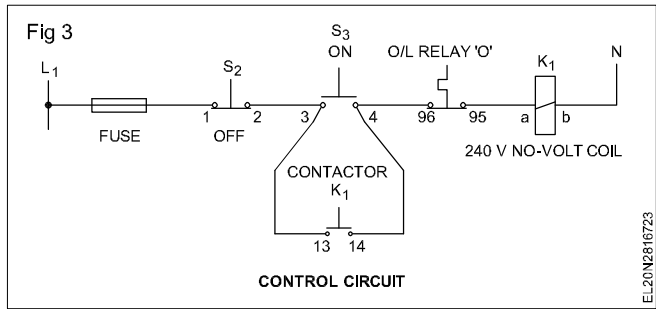 Fig 3
S3
ON
O/L RELAY 'O'
K1
N
L1
S2
1 2
3 4
96 95
a b
FUSE
OFF
240 V NO-VOLT COIL
CONTACTOR
K1
13 14
CONTROL CIRCUIT
EL20N2816723